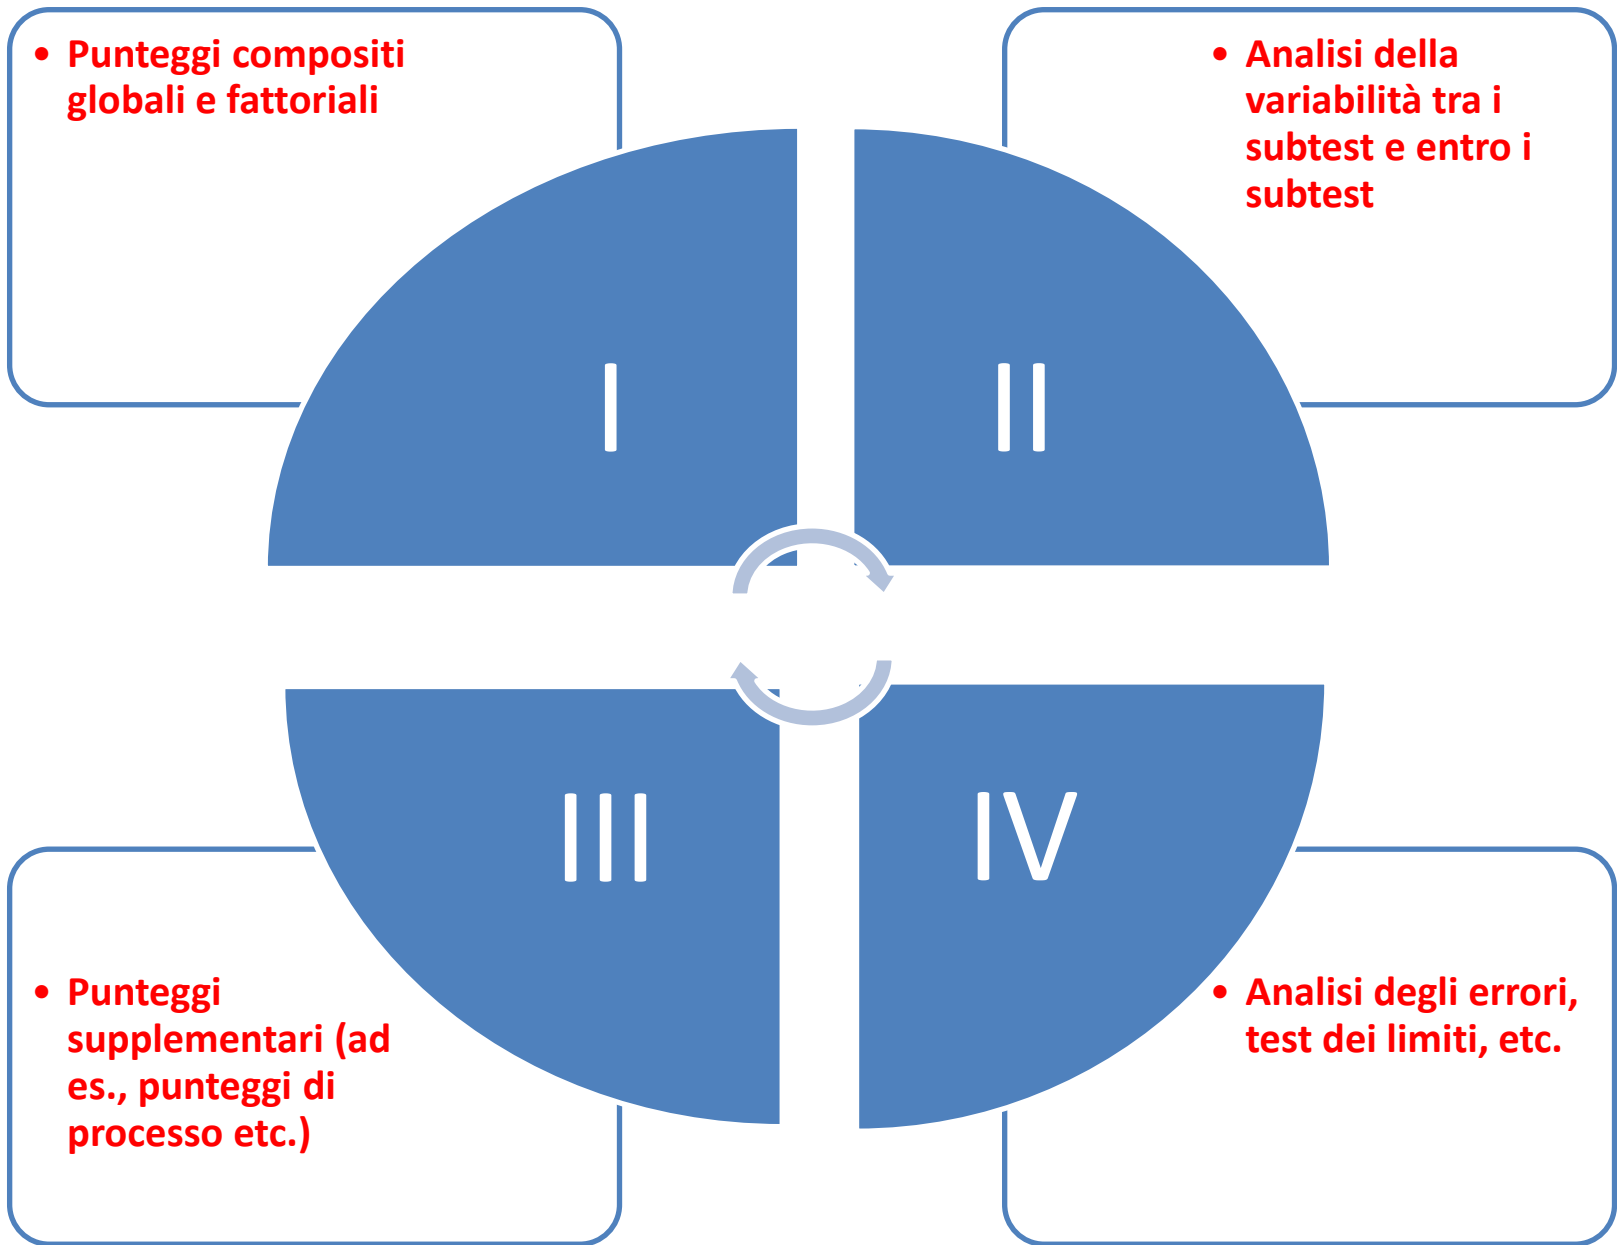 • Punteggi compositi
globali e fattoriali
• Analisi della
variabilità tra i
subtest e entro i
subtest
I
II
III
IV
• Punteggi
supplementari (ad
es., punteggi di
processo etc.)
• Analisi degli errori,
test dei limiti, etc.